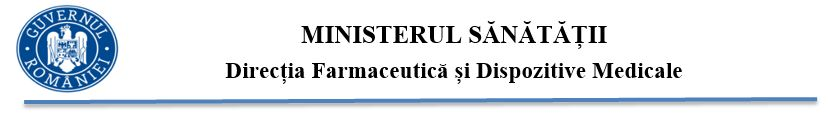 GUVERNUL ROMÂNIEI
MINISTERUL SĂNĂTĂȚII
Direcția Farmaceutică și Dispozitive Medicale